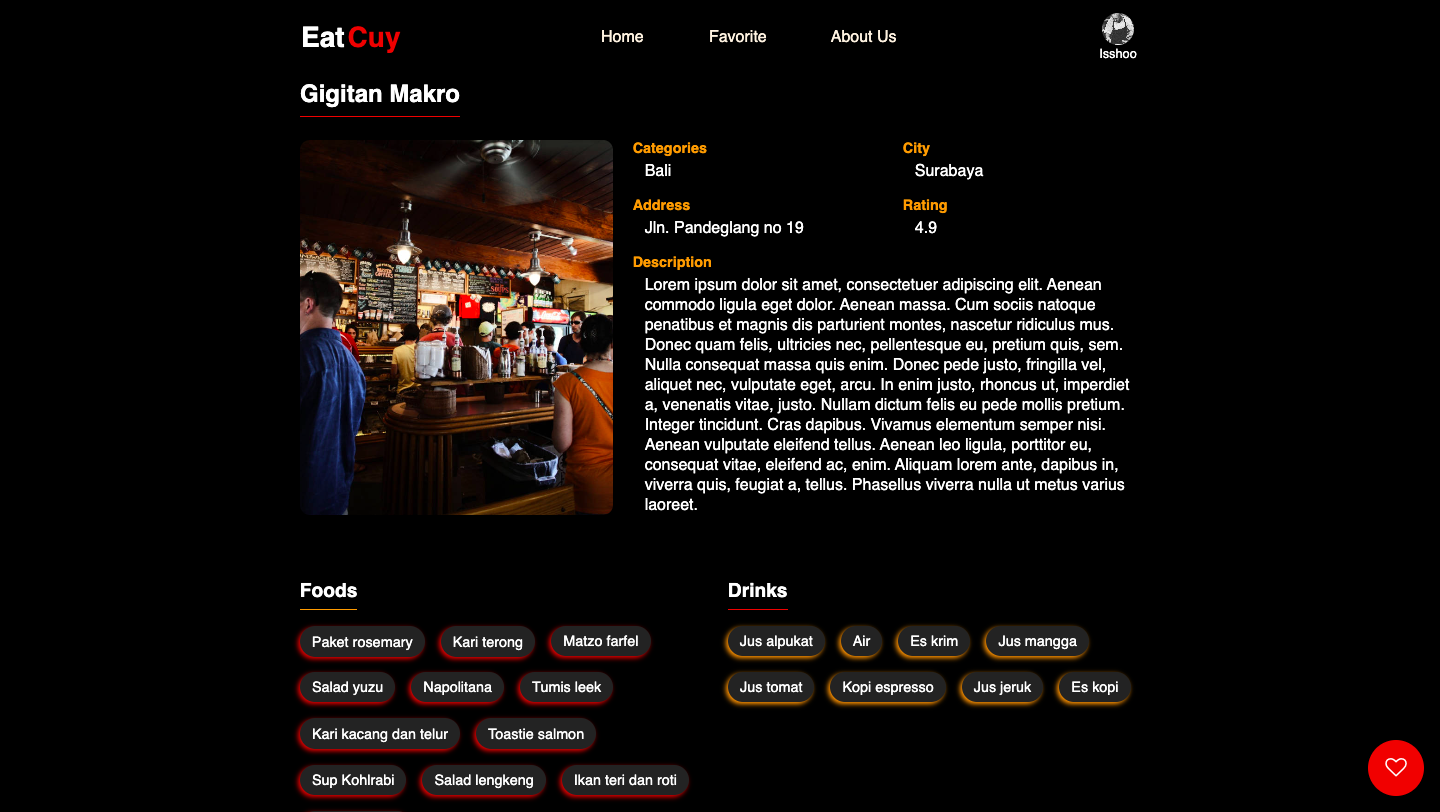 Eat Cuy
Home
Favorite
About Us
Isshoo
Gigitan Makro
Categories
Bali
City
Surabaya
Address
Jln. Pandeglang no 19
Rating
4.9
Description
Lorem ipsum dolor sit amet, consectetuer adipiscing elit. Aenean
commodo ligula eget dolor. Aenean massa. Cum sociis natoque
penatibus et magnis dis parturient montes, nascetur ridiculus mus.
Donec quam felis, ultricies nec, pellentesque eu, pretium quis, sem.
Nulla consequat massa quis enim. Donec pede justo, fringilla vel,
aliquet nec, vulputate eget, arcu. In enim justo, rhoncus ut, imperdiet
a, venenatis vitae, justo. Nullam dictum felis eu pede mollis pretium.
Integer tincidunt. Cras dapibus. Vivamus elementum semper nisi.
Aenean vulputate eleifend tellus. Aenean leo ligula, porttitor eu,
consequat vitae, eleifend ac, enim. Aliquam lorem ante, dapibus in,
viverra quis, feugiat a, tellus. Phasellus viverra nulla ut metus varius
laoreet.
Foods
Paket rosemary
Kari terong
Matzo farfel
Salad yuzu
Napolitana
Tumis leek
Kari kacang dan telur
Toastie salmon
Sup Kohlrabi
Salad lengkeng
Ikan teri dan roti
Drinks
Jus alpukat
Air
Es krim
Jus mangga
Jus tomat
Kopi espresso
Jus jeruk
Es kopi